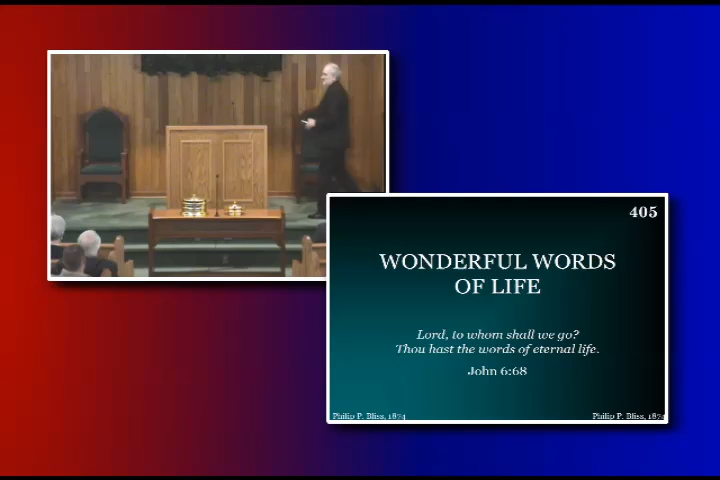 405
WONDERFUL WORDS
OF LIFE
Lord, to whom shall we go?
Thou hast the words of eternal life.
John 6:68
Philip P. Bliss, 1874
Philip P. Bliss, 1874